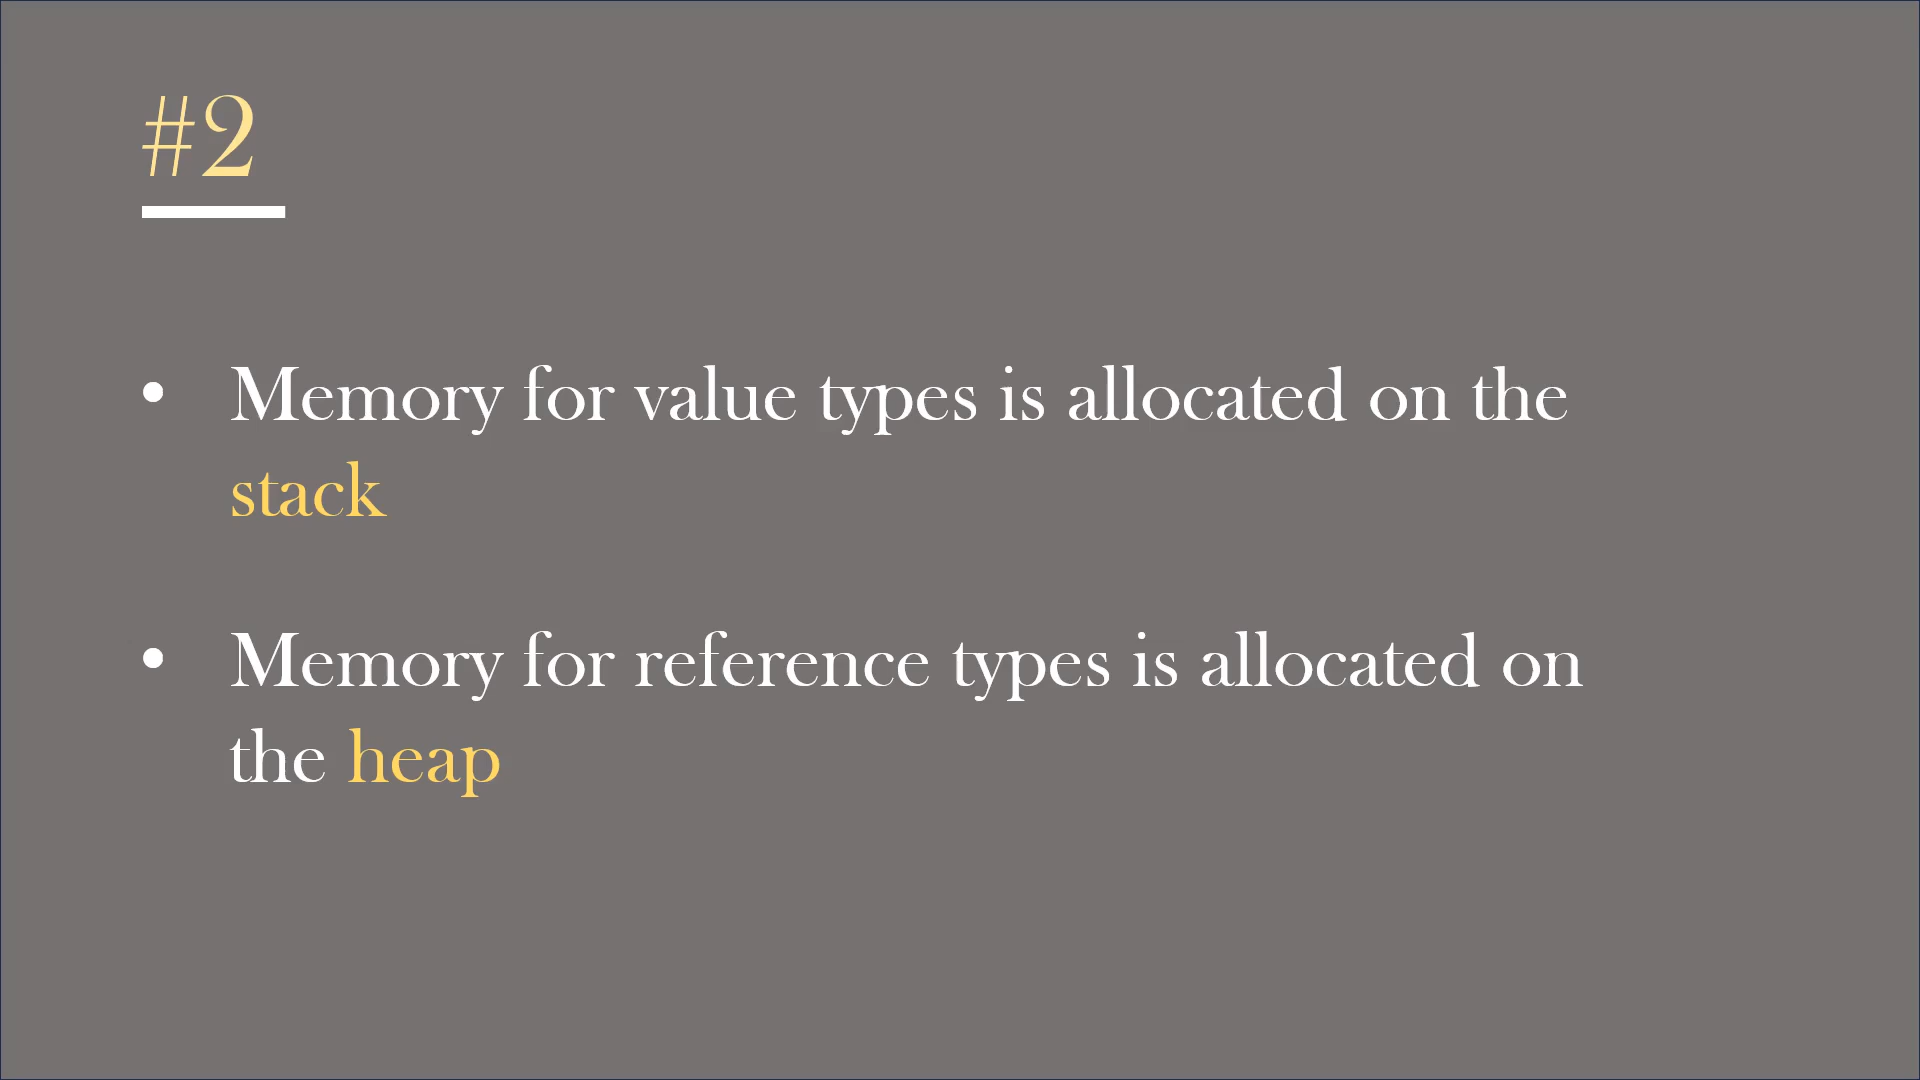 #2
• Memory for value types is allocated on the
stack
• Memory for reference types is allocated on
the heap